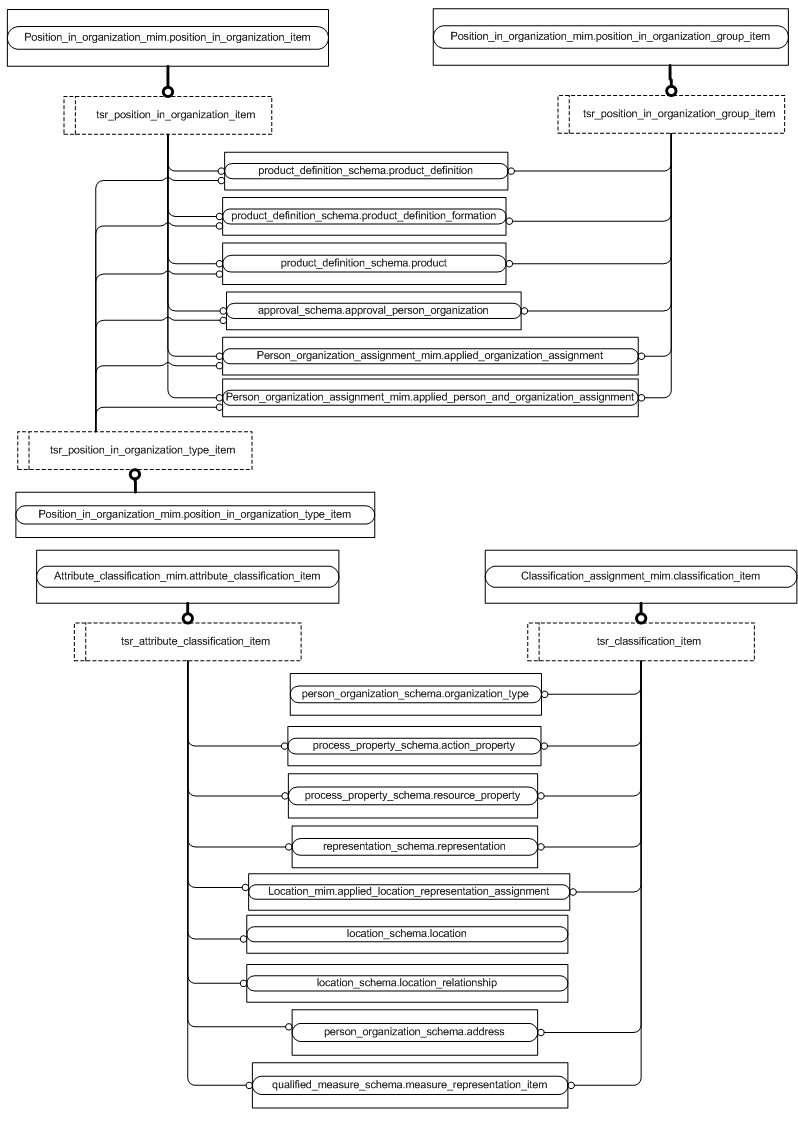 Position_in_organization_mim.position_in_organization_item
Position_in_organization_mim.position_in_organization_group_item
tsr_position_in_organization_item
tsr_position_in_organization_group_item
product_definition_schema.product_definition
product_definition_schema.product_definition_formation
product_definition_schema.product
approval_schema.approval_person_organization
Person_organization_assignment_mim.applied_organization_assignment
Person_organization_assignment_mim.applied_person_and_organization_assignment
tsr_position_in_organization_type_item
Position_in_organization_mim.position_in_organization_type_item
Attribute_classification_mim.attribute_classification_item
Classification_assignment_mim.classification_item
tsr_attribute_classification_item
tsr_classification_item
person_organization_schema.organization_type
process_property_schema.action_property
process_property_schema.resource_property
representation_schema.representation
Location_mim.applied_location_representation_assignment
location_schema.location
location_schema.location_relationship
person_organization_schema.address
qualified_measure_schema.measure_representation_item